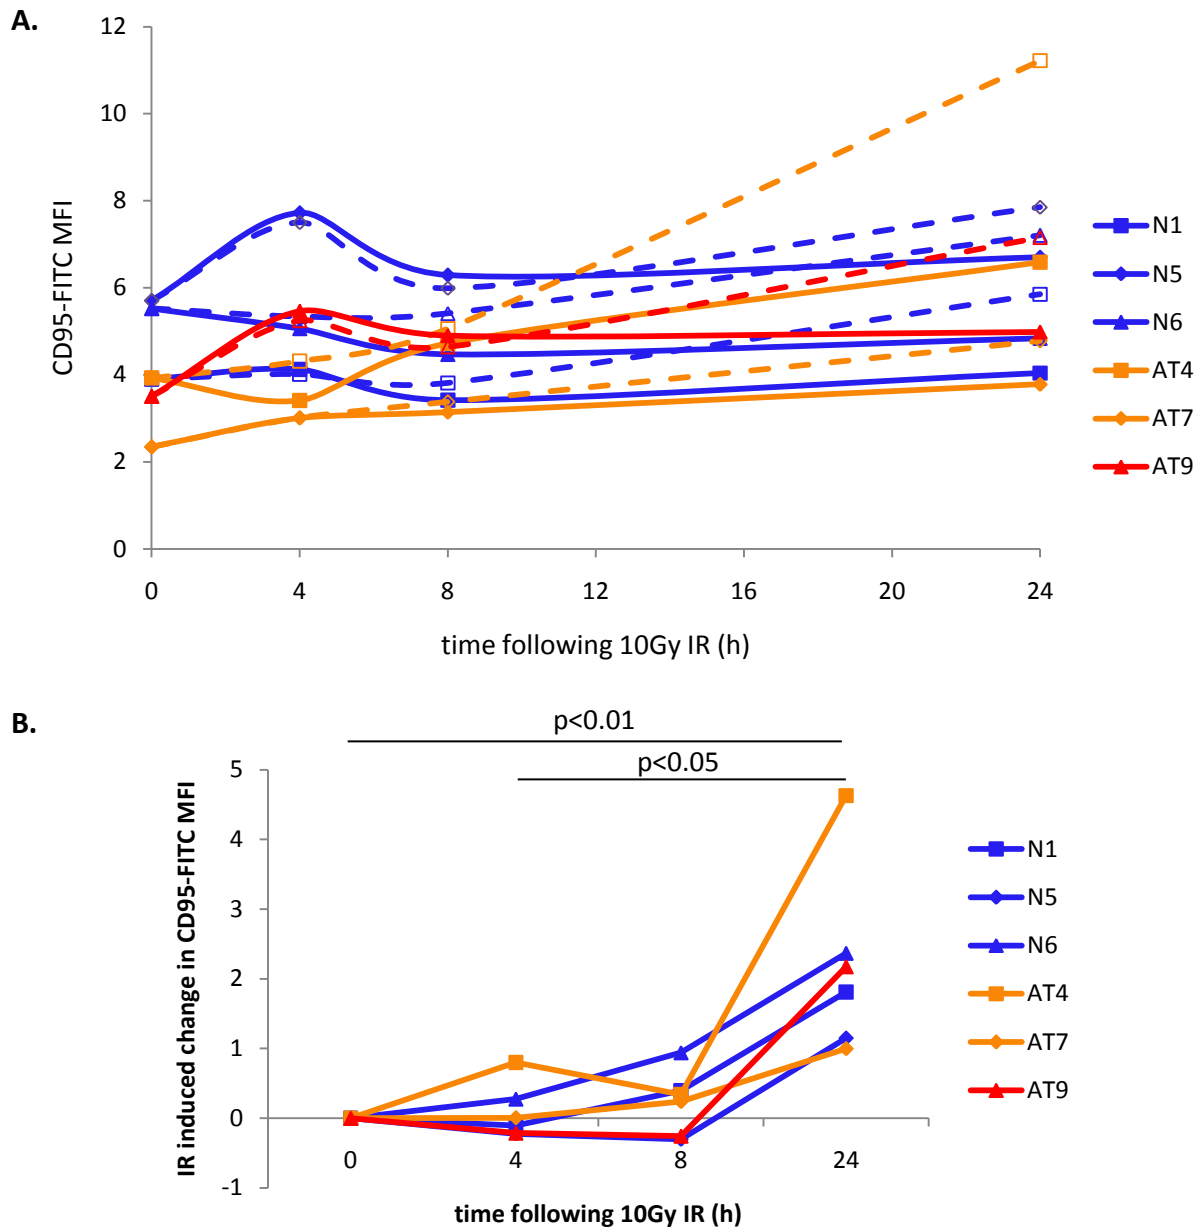 A.
CD95-FITC MFI
12
10
8
6
4
2
0
0 4 8 12 16 20 24
time following 10Gy IR (h)
N1
N5
N6
AT4
AT7
AT9
B.
p<0.01
p<0.05
IR induced change in CD95-FITC MFI
5
4
3
2
1
0
-1
0 4 8 24
time following 10Gy IR (h)
N1
N5
N6
AT4
AT7
AT9